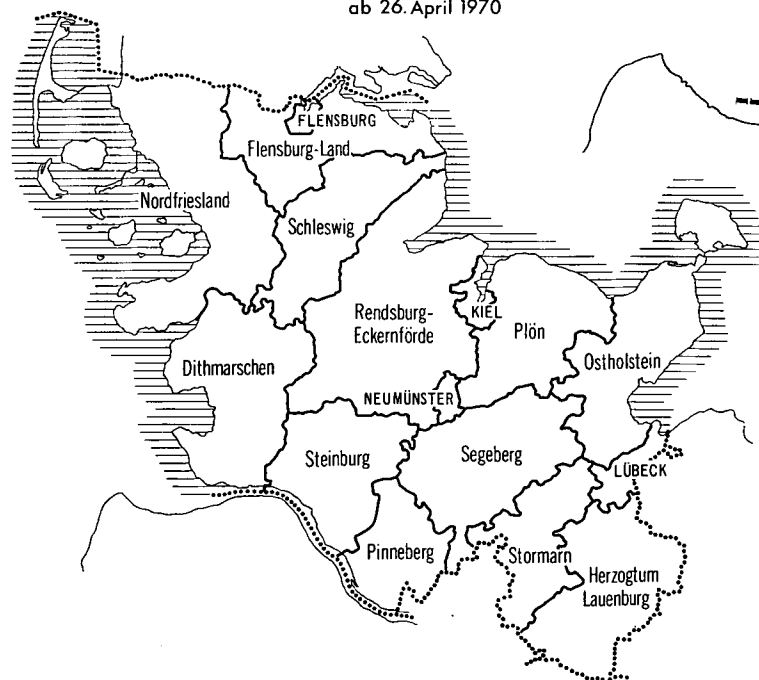 ab 26. April 1970
FLENSBURG
Flensburg-Land
Nordfriesland
Schleswig
Rendsburg-
Eckernförde
KIEL
Plön
Ostholstein
Dithmarschen
NEUMÜNSTER
Steinburg
Segeberg
LÜBECK
Pinneberg
Stormarn
Herzogtum
Lauenburg